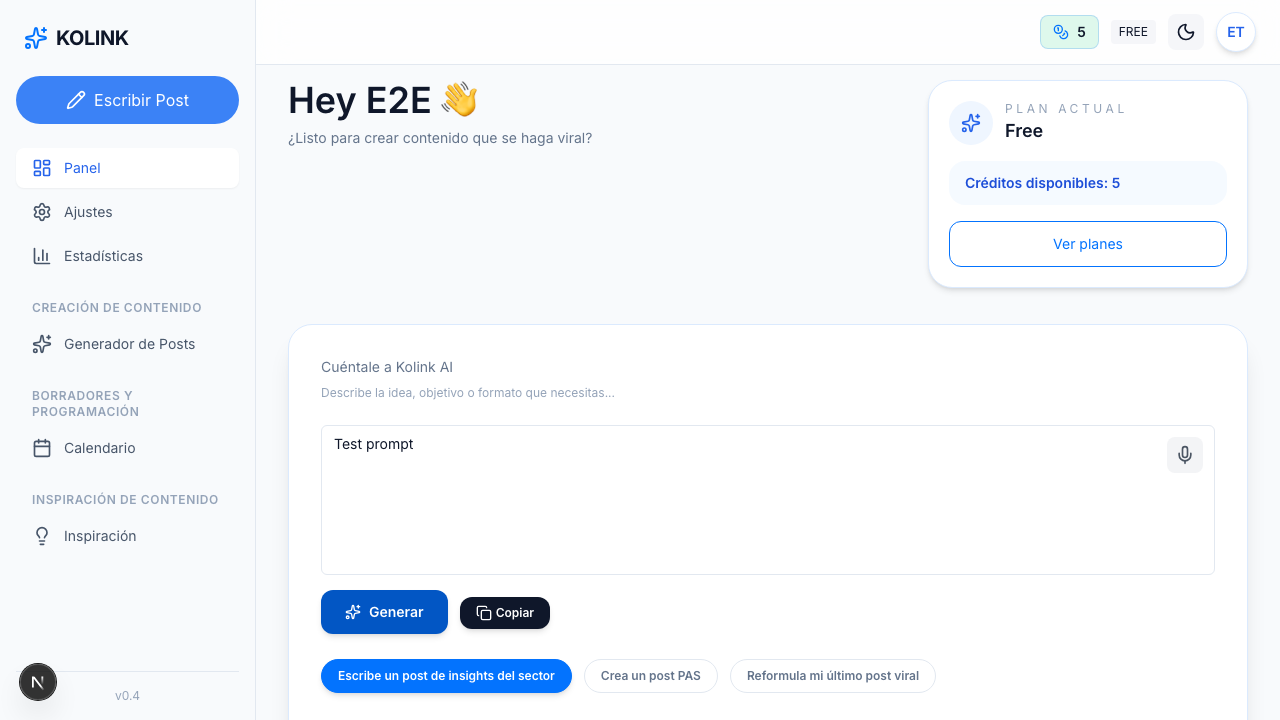 KOLINK
Escribir Post
Panel
Ajustes
Estadísticas
CREACIÓN DE CONTENIDO
Generador de Posts
BORRADORES Y
PROGRAMACIÓN
Calendario
INSPIRACIÓN DE CONTENIDO
Inspiración
N
v0.4
5
FREE
ET
Hey E2E 👋
¿Listo para crear contenido que se haga viral?
PLAN ACTUAL
Free
Créditos disponibles: 5
Ver planes
Cuéntale a Kolink AI
Describe la idea, objetivo o formato que necesitas...
Test prompt
Generar
Copiar
Escribe un post de insights del sector
Crea un post PAS
Reformula mi último post viral